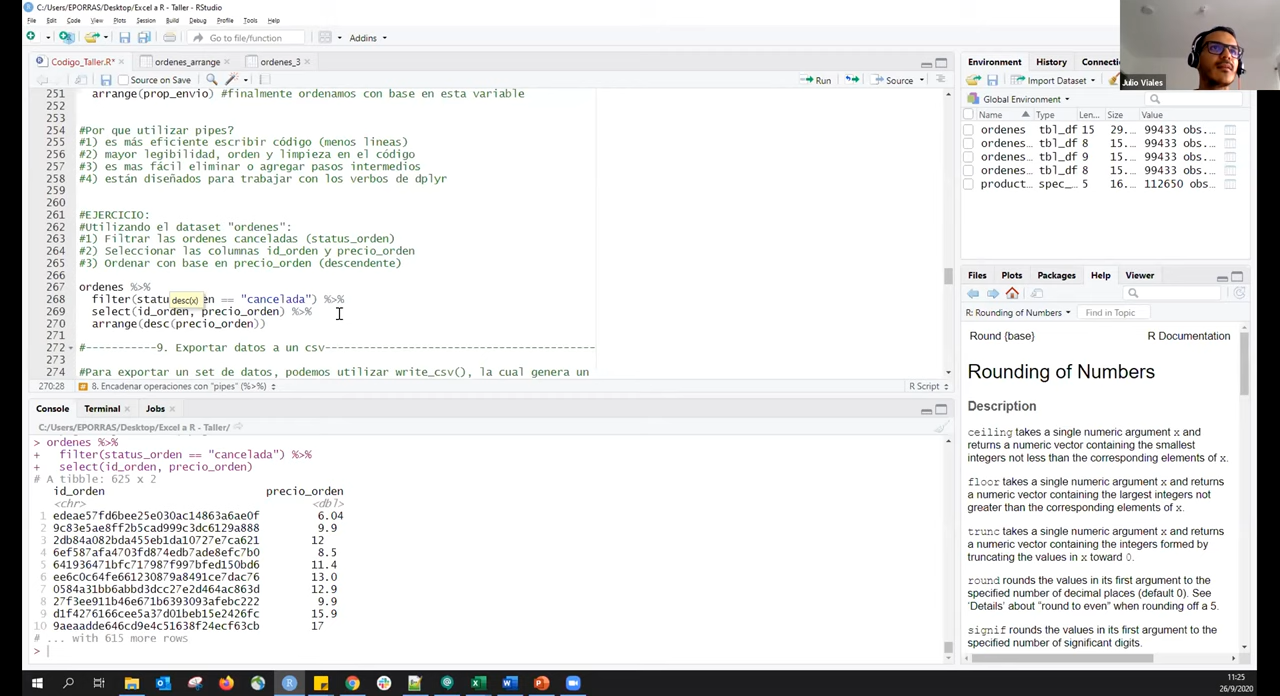 C:/Users/EPORRAS/Desktop/Excel a R - Taller - RStudio
File Edit Code View Plots Session Build Debug Profile Tools Help
Go to file/function
Addins
Codigo_Taller.R*
ordenes_arrange
ordenes_3
Source on Save
Run
Source
251 arrange(prop_envio) #finalmente ordenamos con base en esta variable
252
253
254 #Por que utilizar pipes?
255 #1) es más eficiente escribir código (menos lineas)
256 #2) mayor legibilidad, orden y limpieza en el código
257 #3) es mas fácil eliminar o agregar pasos intermedios
258 #4) están diseñados para trabajar con los verbos de dplyr
259
260
261 #EJERCICIO:
262 #Utilizando el dataset "ordenes":
263 #1) Filtrar las ordenes canceladas (status_orden)
264 #2) Seleccionar las columnas id_orden y precio_orden
265 #3) Ordenar con base en precio_orden (descendente)
266
267 ordenes %>%
268 filter(statu desc(x) en == "cancelada") %>%
269 select(id_orden, precio_orden) %>%
270 arrange(desc(precio_orden))
271
272 #-----------9. Exportar datos a un csv-----------------------------------------
273
274 #Para exportar un set de datos, podemos utilizar write_csv(), la cual genera un
270:28
8. Encadenar operaciones con "pipes" (%>%)
R Script
Console Terminal Jobs
C:/Users/EPORRAS/Desktop/Excel a R - Taller/
> ordenes %>%
+ filter(status_orden == "cancelada") %>%
+ select(id_orden, precio_orden)
# A tibble: 625 x 2
id_orden precio_orden
<chr> <dbl>
1 edeae57fd6bee25e030ac14863a6ae0f 6.04
2 9c83e5ae8ff2b5cad999c3dc6129a888 9.9
3 2db84a082bda455eb1da10727e7ca621 12
4 6ef587afa4703fd874edb7ade8efc7b0 8.5
5 641936471bfc717987f997bfed150bd6 11.4
6 ee6c0c64fe661230879a8491ce7dac76 13.0
7 0584a31bb6abbd3dcc27e2d464ac863d 12.9
8 27f3ee911b46e671b6393093afebc222 9.9
9 d1f4276166cee5a37d01beb15e2426fc 15.9
10 9aeaadde646cd9e4c51638f24ecf63cb 17
# ... with 615 more rows
>
Environment History Connecti
Julio Viales
Import Dataset
Global Environment
Name Type Len... Size Value
ordenes tbl_df 15 29.… 99433 obs.…
ordenes… tbl_df 8 15.… 99433 obs.…
ordenes… tbl_df 9 15.… 99433 obs.…
ordenes… tbl_df 8 15.… 99433 obs.…
product… spec_… 5 16.… 112650 obs…
Files Plots Packages Help Viewer
R: Rounding of Numbers
Find in Topic
Round {base} R Documentation
Rounding of Numbers
Description
ceiling takes a single numeric argument x and
returns a numeric vector containing the smallest
integers not less than the corresponding elements of x.
floor takes a single numeric argument x and returns
a numeric vector containing the largest integers not
greater than the corresponding elements of x.
trunc takes a single numeric argument x and returns
a numeric vector containing the integers formed by
truncating the values in x toward 0.
round rounds the values in its first argument to the
specified number of decimal places (default 0). See
‘Details’ about “round to even” when rounding off a 5.
signif rounds the values in its first argument to the
specified number of significant digits.
11:25
26/9/2020